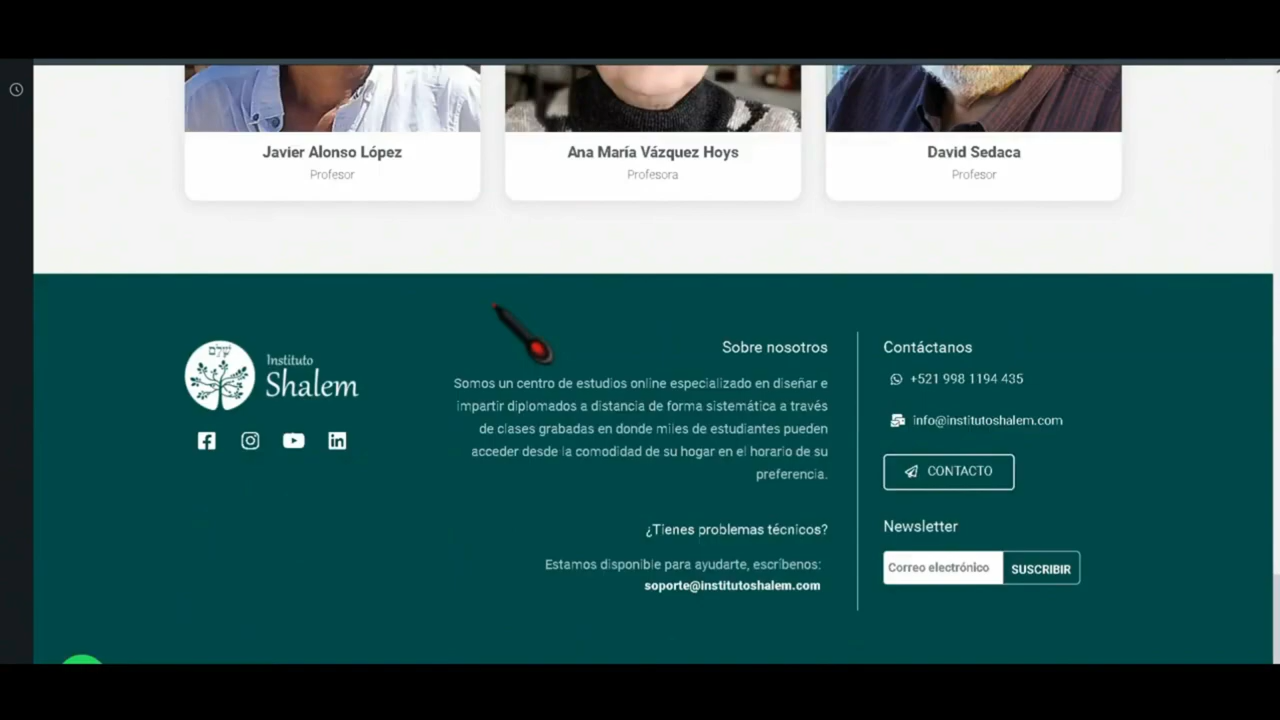 Javier Alonso López
Profesor
Ana María Vázquez Hoys
Profesora
David Sedaca
Profesor
שלם
Instituto
Shalem
Sobre nosotros
Somos un centro de estudios online especializado en diseñar e
impartir diplomados a distancia de forma sistemática a través
de clases grabadas en donde miles de estudiantes pueden
acceder desde la comodidad de su hogar en el horario de su
preferencia.
¿Tienes problemas técnicos?
Estamos disponible para ayudarte, escríbenos:
soporte@institutoshalem.com
Contáctanos
+521 998 1194 435
info@institutoshalem.com
CONTACTO
Newsletter
Correo electrónico
SUSCRIBIR